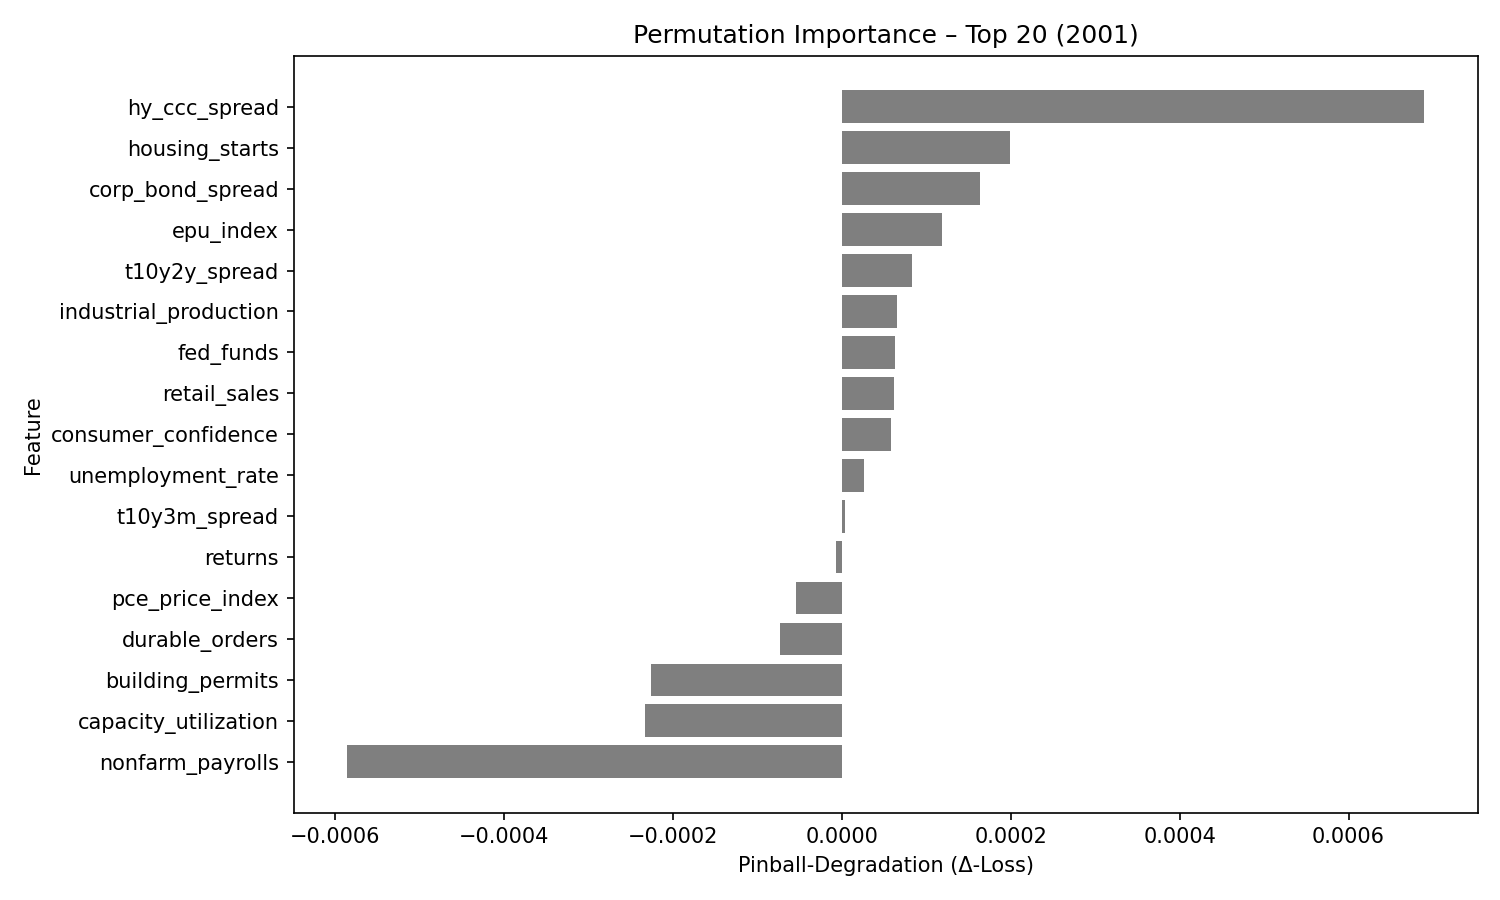 Permutation Importance – Top 20 (2001)
hy_ccc_spread
housing_starts
corp_bond_spread
epu_index
t10y2y_spread
industrial_production
fed_funds
retail_sales
consumer_confidence
unemployment_rate
t10y3m_spread
returns
pce_price_index
durable_orders
building_permits
capacity_utilization
nonfarm_payrolls
Feature
−0.0006 −0.0004 −0.0002 0.0000 0.0002 0.0004 0.0006
Pinball-Degradation (Δ-Loss)